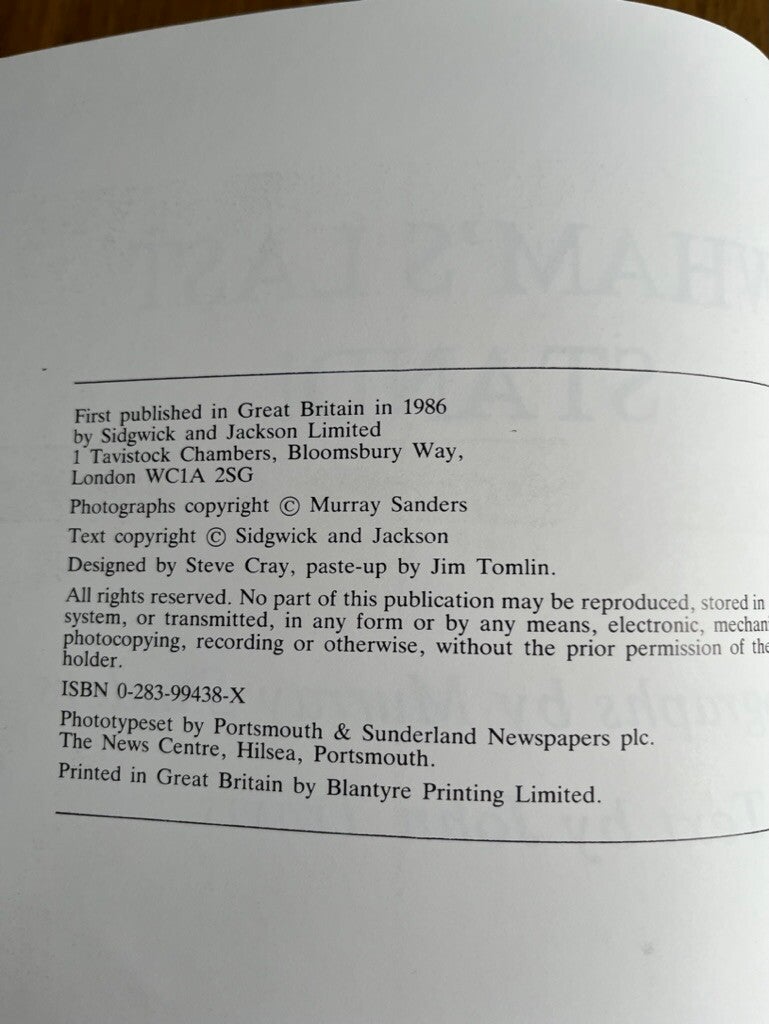 First published in Great Britain in 1986
by Sidgwick and Jackson Limited
1 Tavistock Chambers, Bloomsbury Way,
London WC1A 2SG
Photographs copyright © Murray Sanders
Text copyright © Sidgwick and Jackson
Designed by Steve Cray, paste-up by Jim Tomlin.
All rights reserved. No part of this publication may be reproduced, stored in
system, or transmitted, in any form or by any means, electronic, mechan
photocopying, recording or otherwise, without the prior permission of the
holder.
ISBN 0-283-99438-X
Phototypeset by Portsmouth & Sunderland Newspapers plc.
The News Centre, Hilsea, Portsmouth.
Printed in Great Britain by Blantyre Printing Limited.